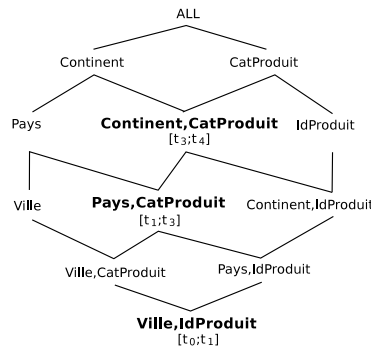 ALL
Continent CatProduit
Pays Continent,CatProduit IdProduit
[t3;t4]
Ville Pays,CatProduit Continent,IdProduit
[t1;t3]
Ville,CatProduit Pays,IdProduit
Ville,IdProduit
[t0;t1]